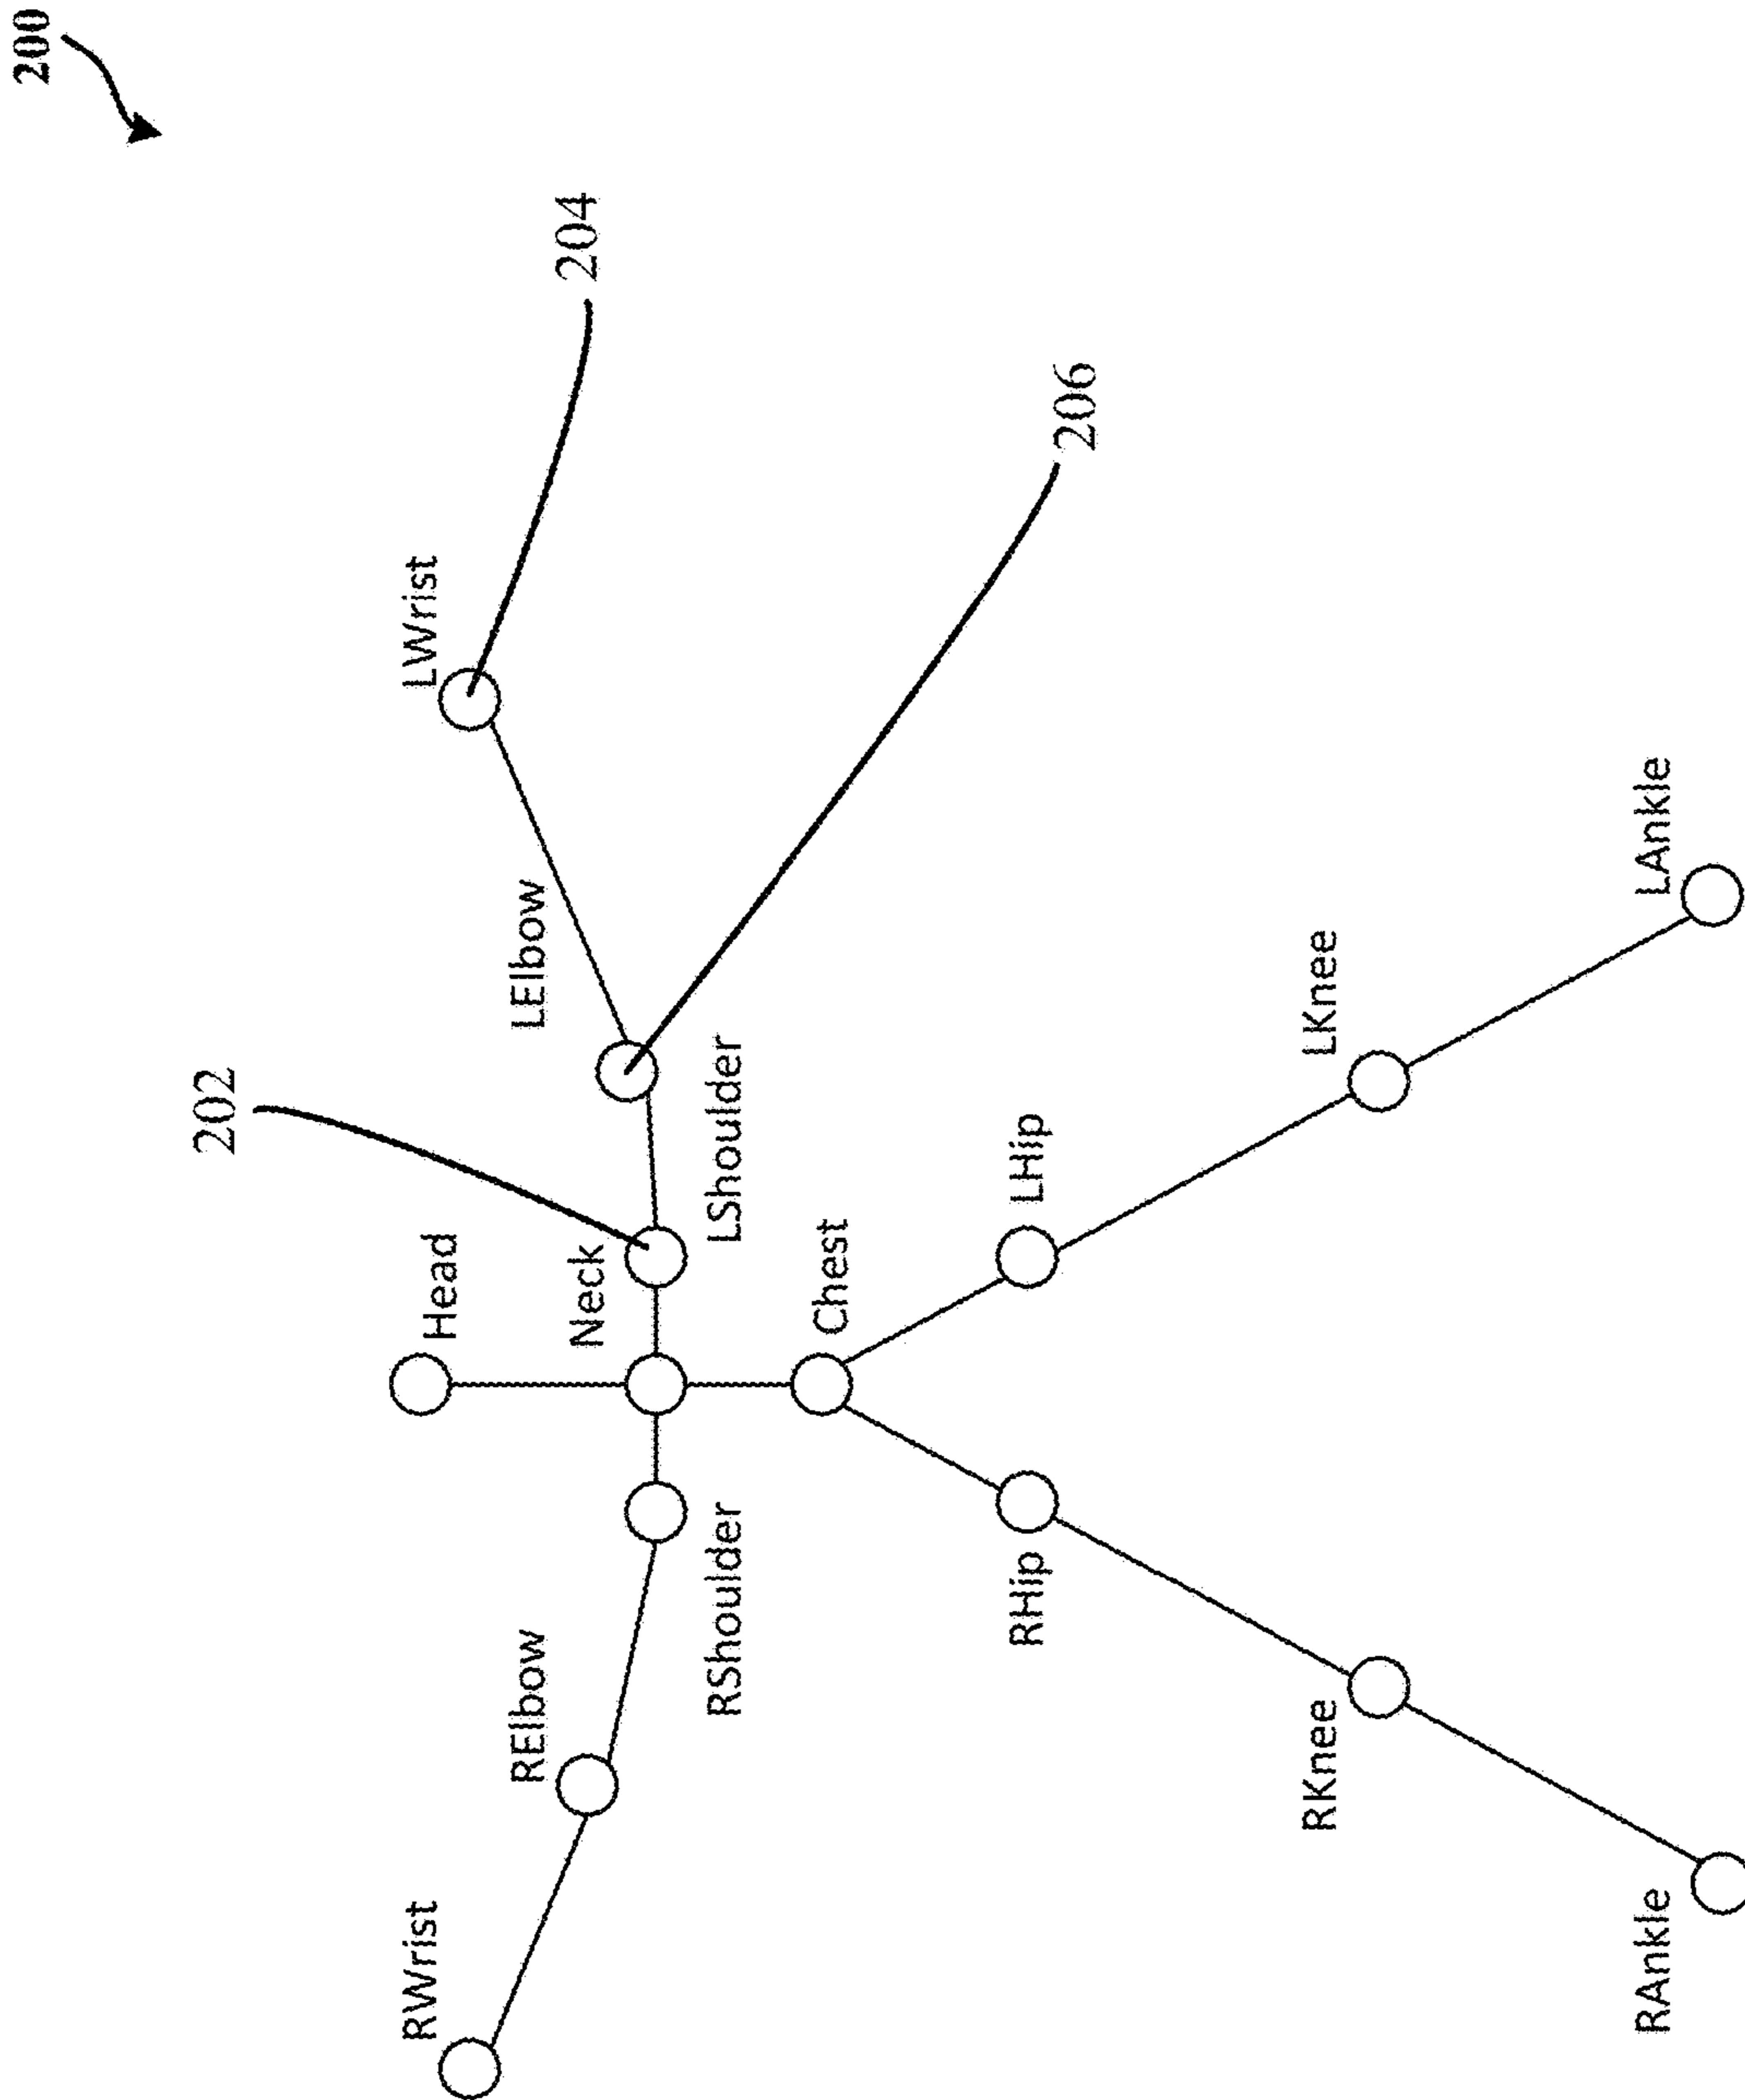 200
202
204
206
Head
Neck
RWrist
LWrist
RElbow
LElbow
RShoulder
LShoulder
Chest
RHip
LHip
RKnee
LKnee
RAnkle
LAnkle